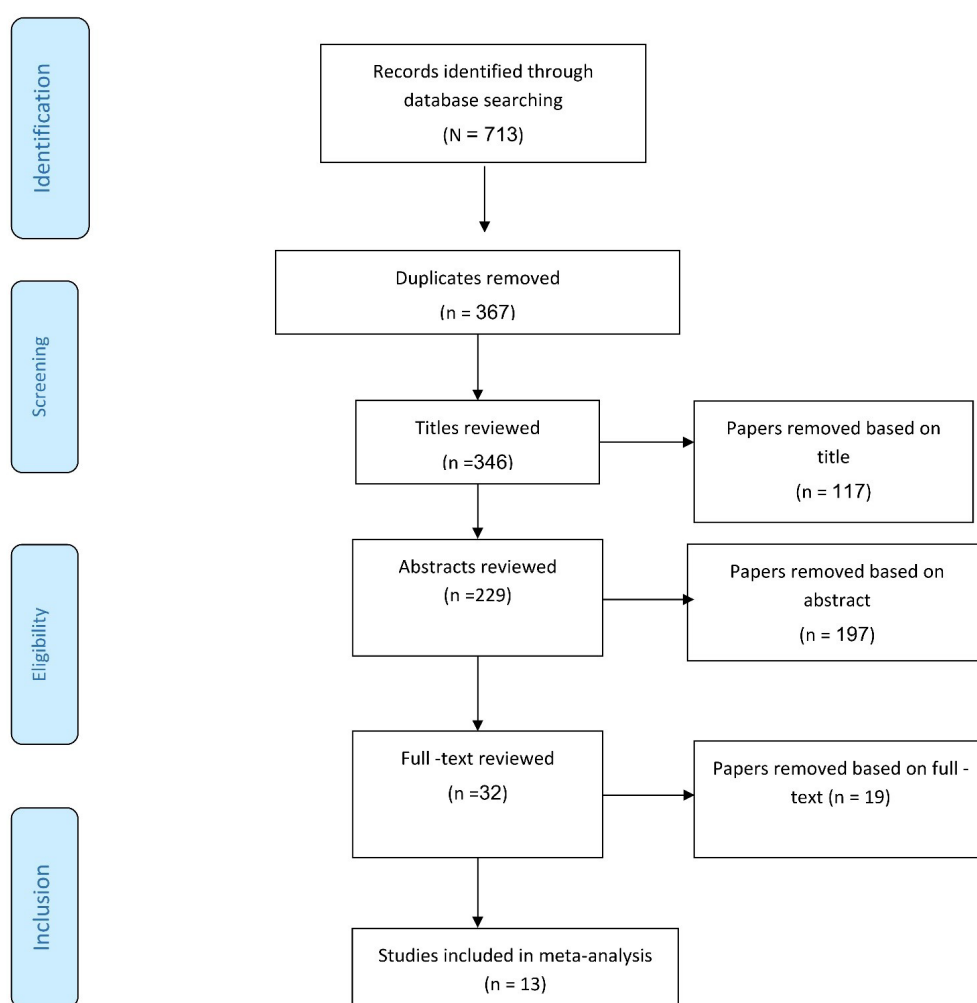 Identification
Records identified through
database searching
(N = 713)
Duplicates removed
(n = 367)
Screening
Titles reviewed
(n =346)
Papers removed based on
title
(n = 117)
Eligibility
Abstracts reviewed
(n =229)
Papers removed based on
abstract
(n = 197)
Full -text reviewed
(n =32)
Papers removed based on full -
text (n = 19)
Inclusion
Studies included in meta-analysis
(n = 13)